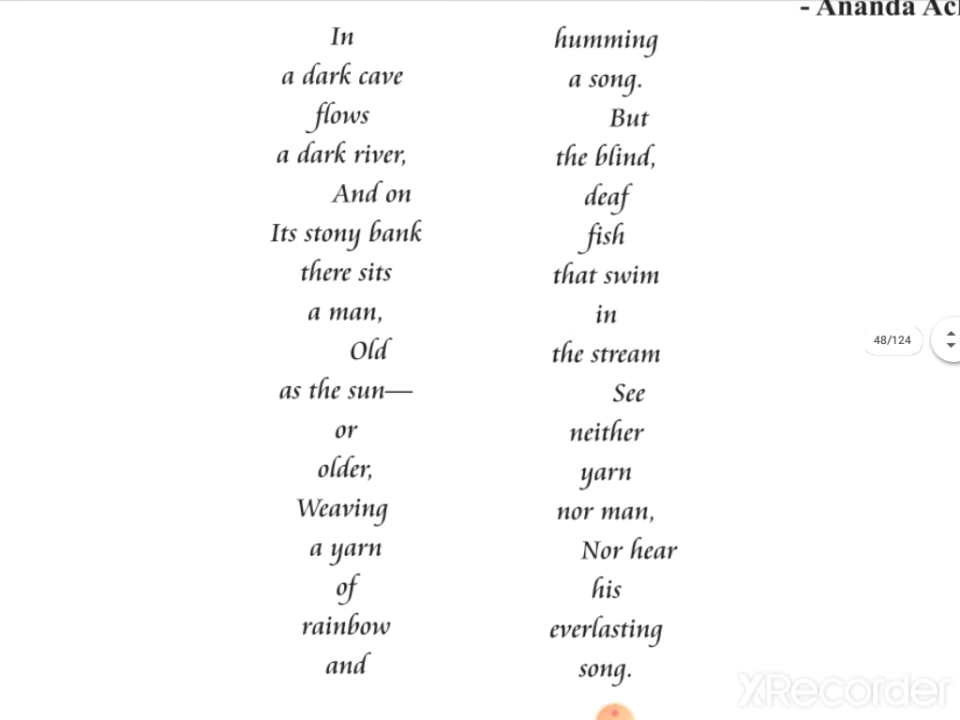 - Ananda Ac
In
a dark cave
flows
a dark river,
And on
Its stony bank
there sits
a man,
Old
as the sun—
or
older,
Weaving
a yarn
of
rainbow
and
humming
a song.
But
the blind,
deaf
fish
that swim
in
the stream
See
neither
yarn
nor man,
Nor hear
his
everlasting
song.
48/124
XRecorder